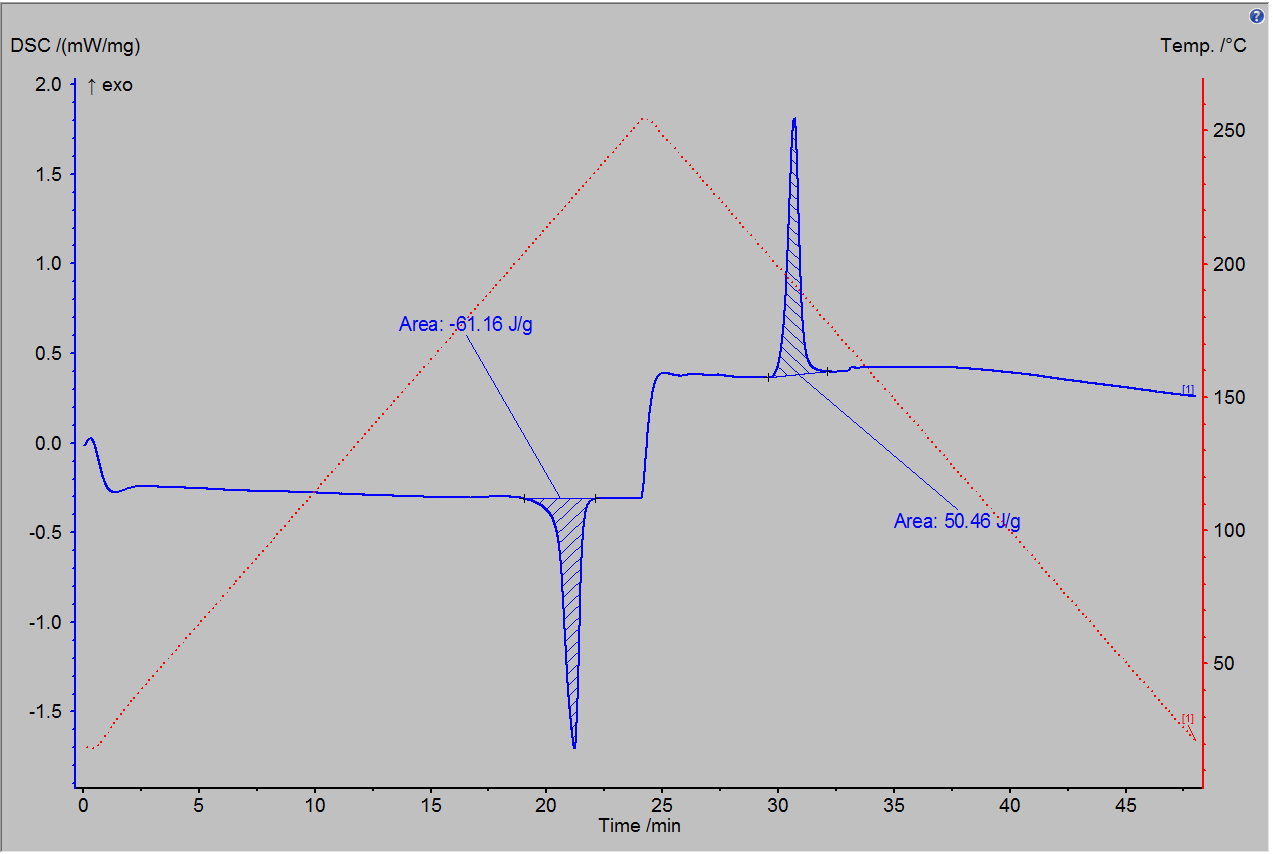 ?
DSC /(mW/mg)
Temp. /°C
↑ exo
2.0
1.5
1.0
0.5
0.0
-0.5
-1.0
-1.5
250
200
150
100
50
Area: -61.16 J/g
Area: 50.46 J/g
[1]
[1]
0 5 10 15 20 25 30 35 40 45
Time /min